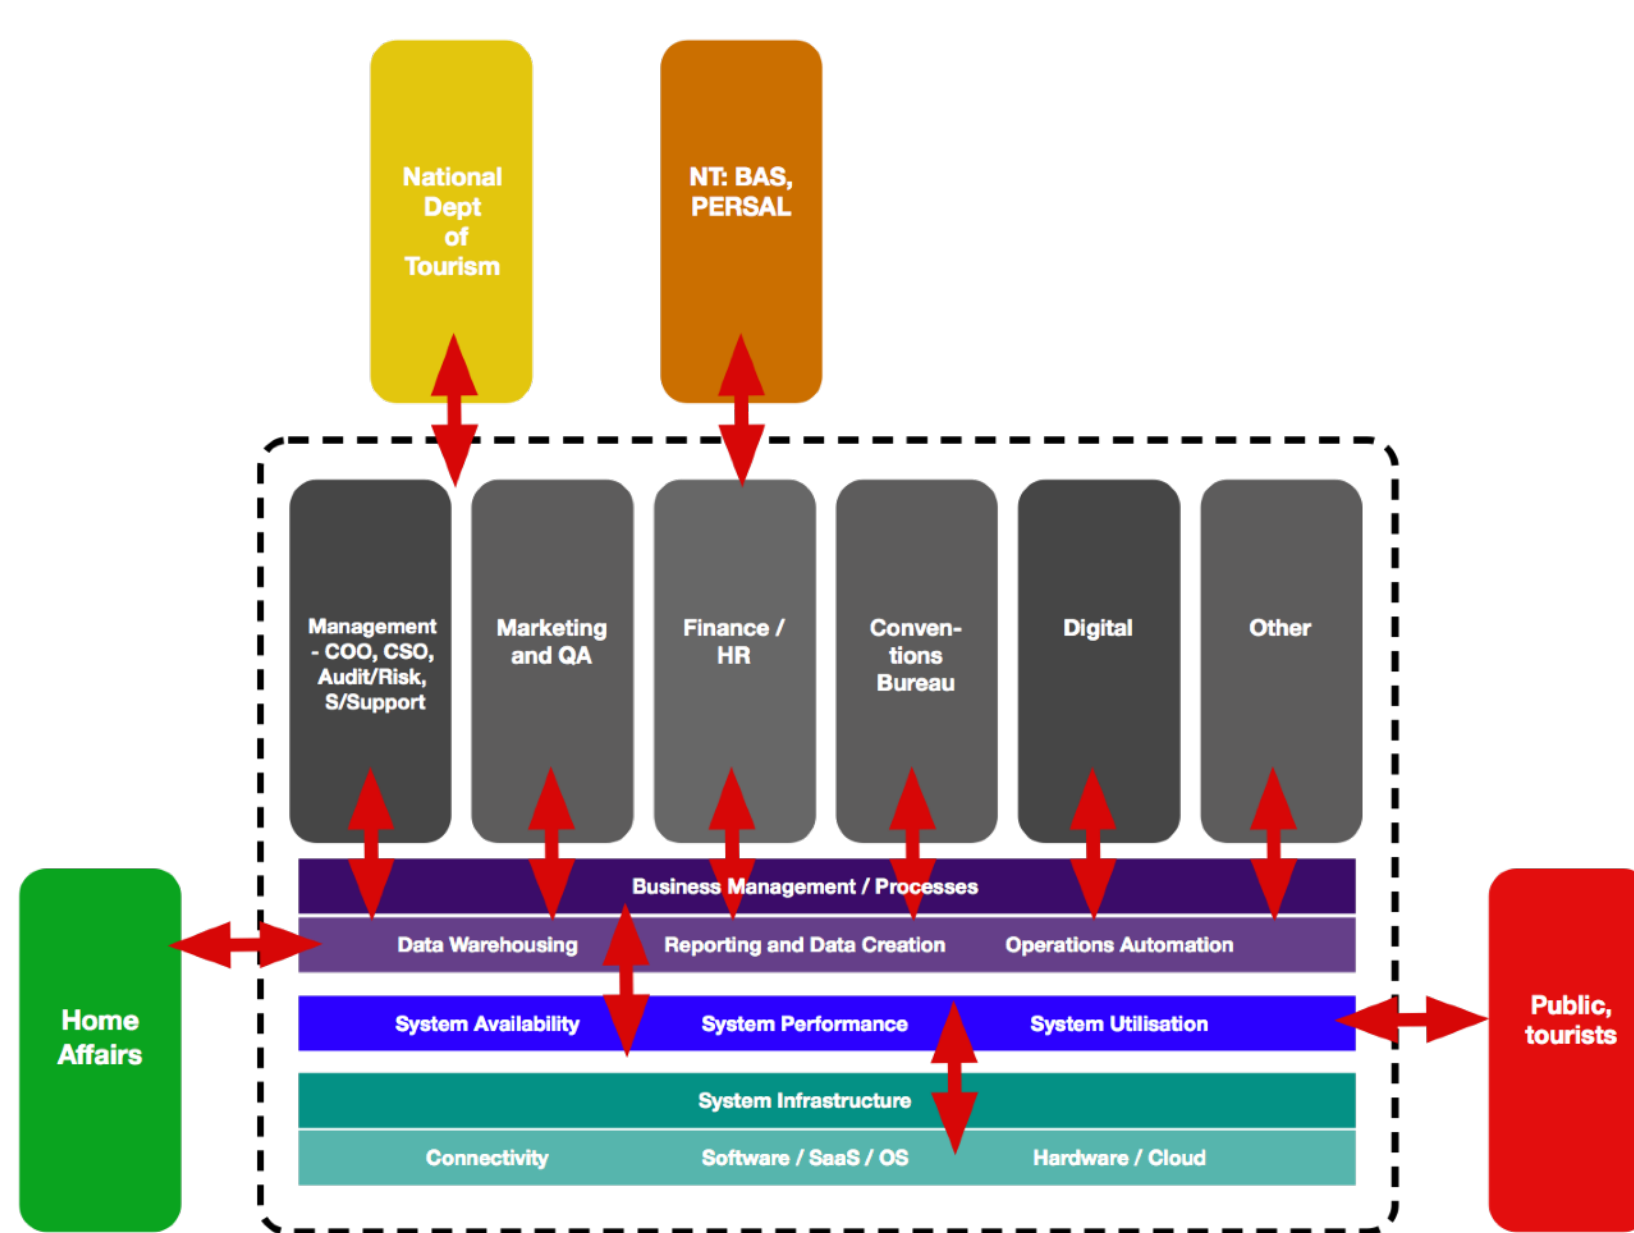 National
Dept
of
Tourism
NT: BAS,
PERSAL
Management
- COO, CSO,
Audit/Risk,
S/Support
Marketing
and QA
Finance /
HR
Conven-
tions
Bureau
Digital
Other
Business Management / Processes
Data Warehousing
Reporting and Data Creation
Operations Automation
System Availability
System Performance
System Utilisation
System Infrastructure
Connectivity
Software / SaaS / OS
Hardware / Cloud
Home
Affairs
Public,
tourists